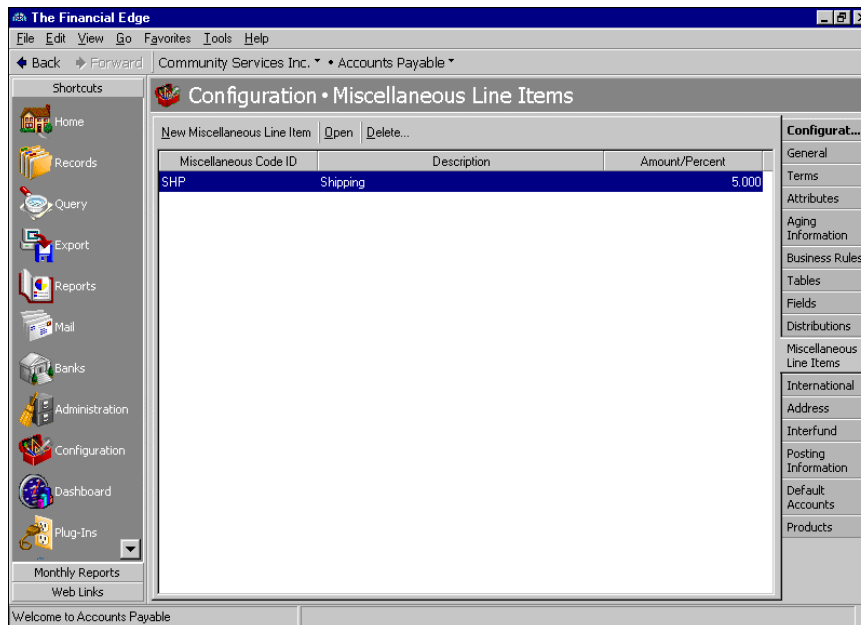 The Financial Edge
File Edit View Go Favorites Tools Help
Back Forward Community Services Inc. • Accounts Payable
Shortcuts
Home
Records
Query
Export
Reports
Mail
Banks
Administration
Configuration
Dashboard
Plug-Ins
Monthly Reports
Web Links
Configuration • Miscellaneous Line Items
New Miscellaneous Line Item Open Delete...
Miscellaneous Code ID Description Amount/Percent
SHP Shipping 5.000
Configurat...
General
Terms
Attributes
Aging
Information
Business Rules
Tables
Fields
Distributions
Miscellaneous
Line Items
International
Address
Interfund
Posting
Information
Default
Accounts
Products
Welcome to Accounts Payable